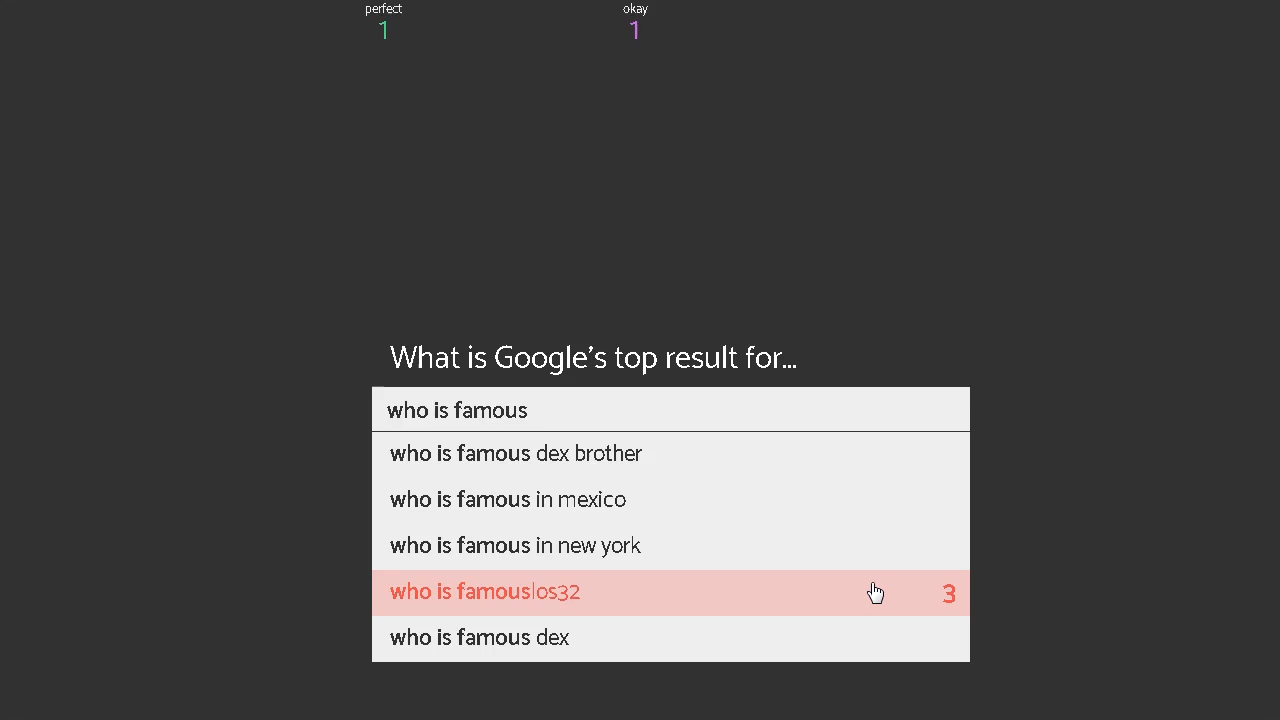 perfect okay
1 1
What is Google's top result for...
who is famous
who is famous dex brother
who is famous in mexico
who is famous in new york
who is famouslos32 3
who is famous dex